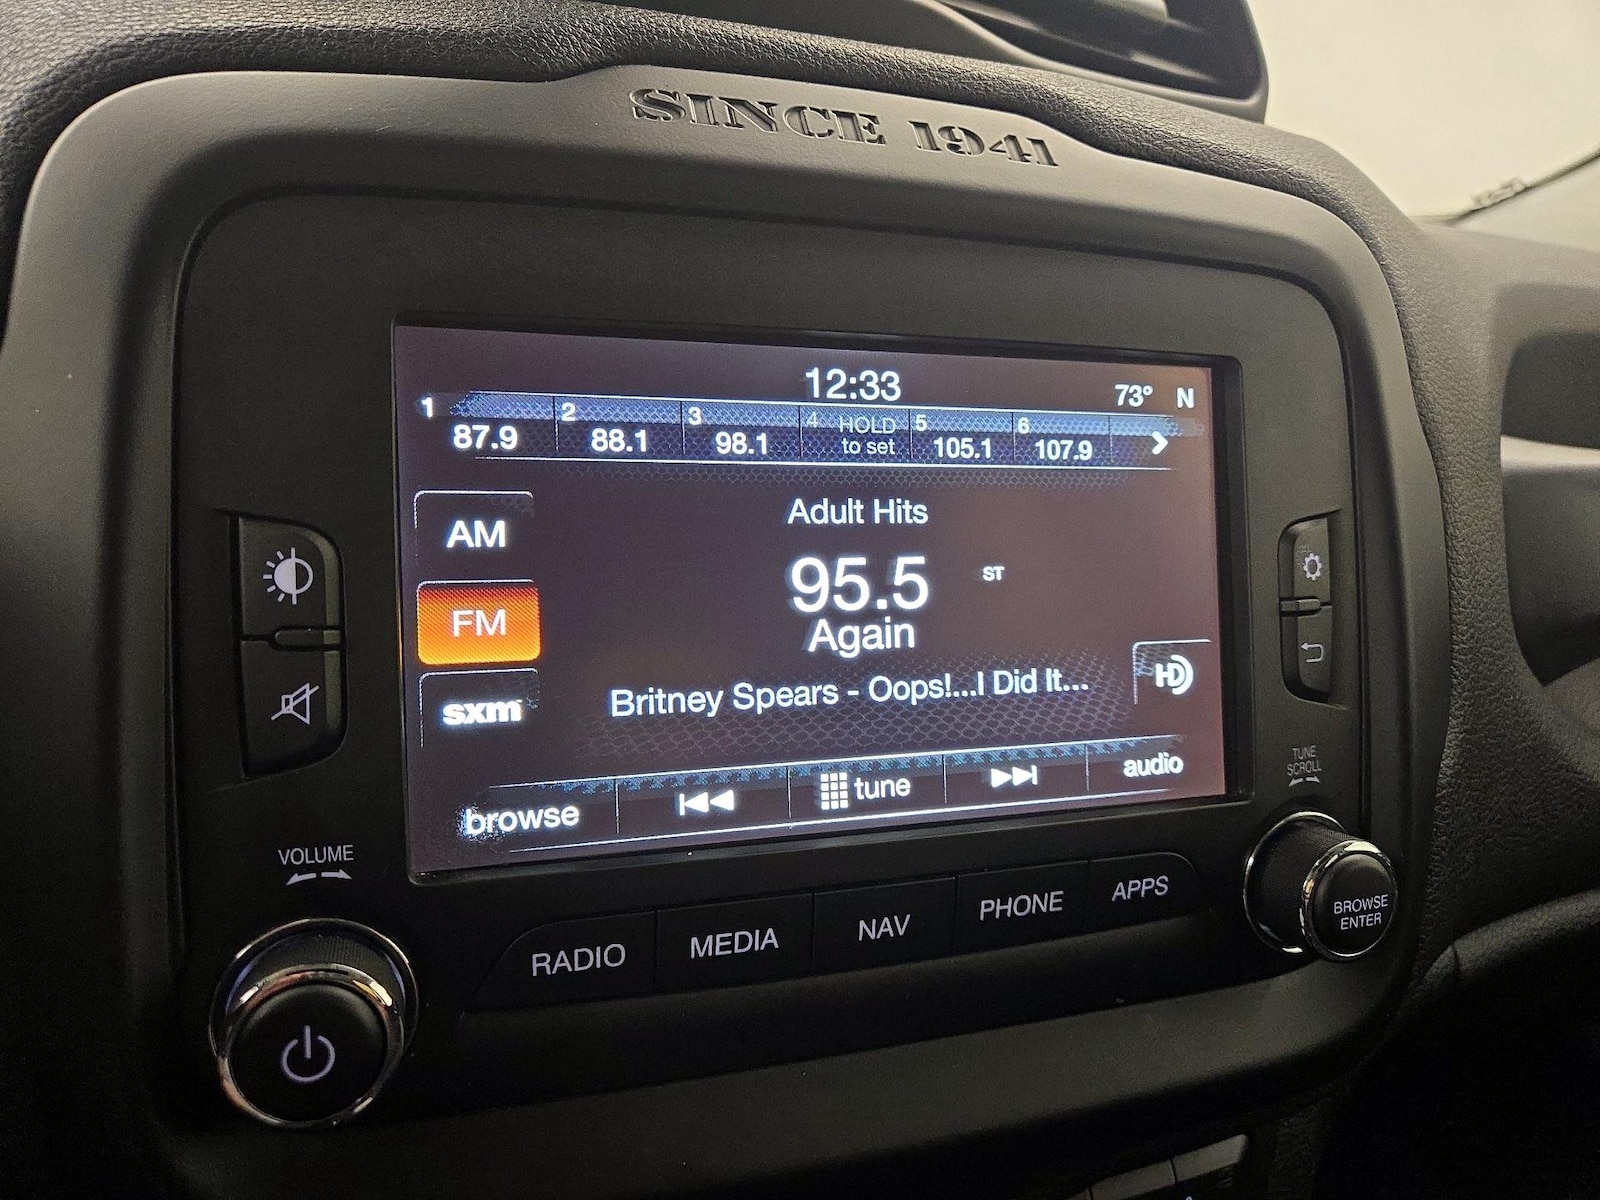 SINCE 1941
12:33
73° N
1 2 3 4 HOLD 5 6
87.9 88.1 98.1 to set 105.1 107.9
Adult Hits
AM
95.5 ST
FM
Again
HD
Britney Spears - Oops!...I Did It...
sxm
browse tune audio
TUNE
SCROLL
VOLUME
RADIO MEDIA NAV PHONE APPS
BROWSE
ENTER